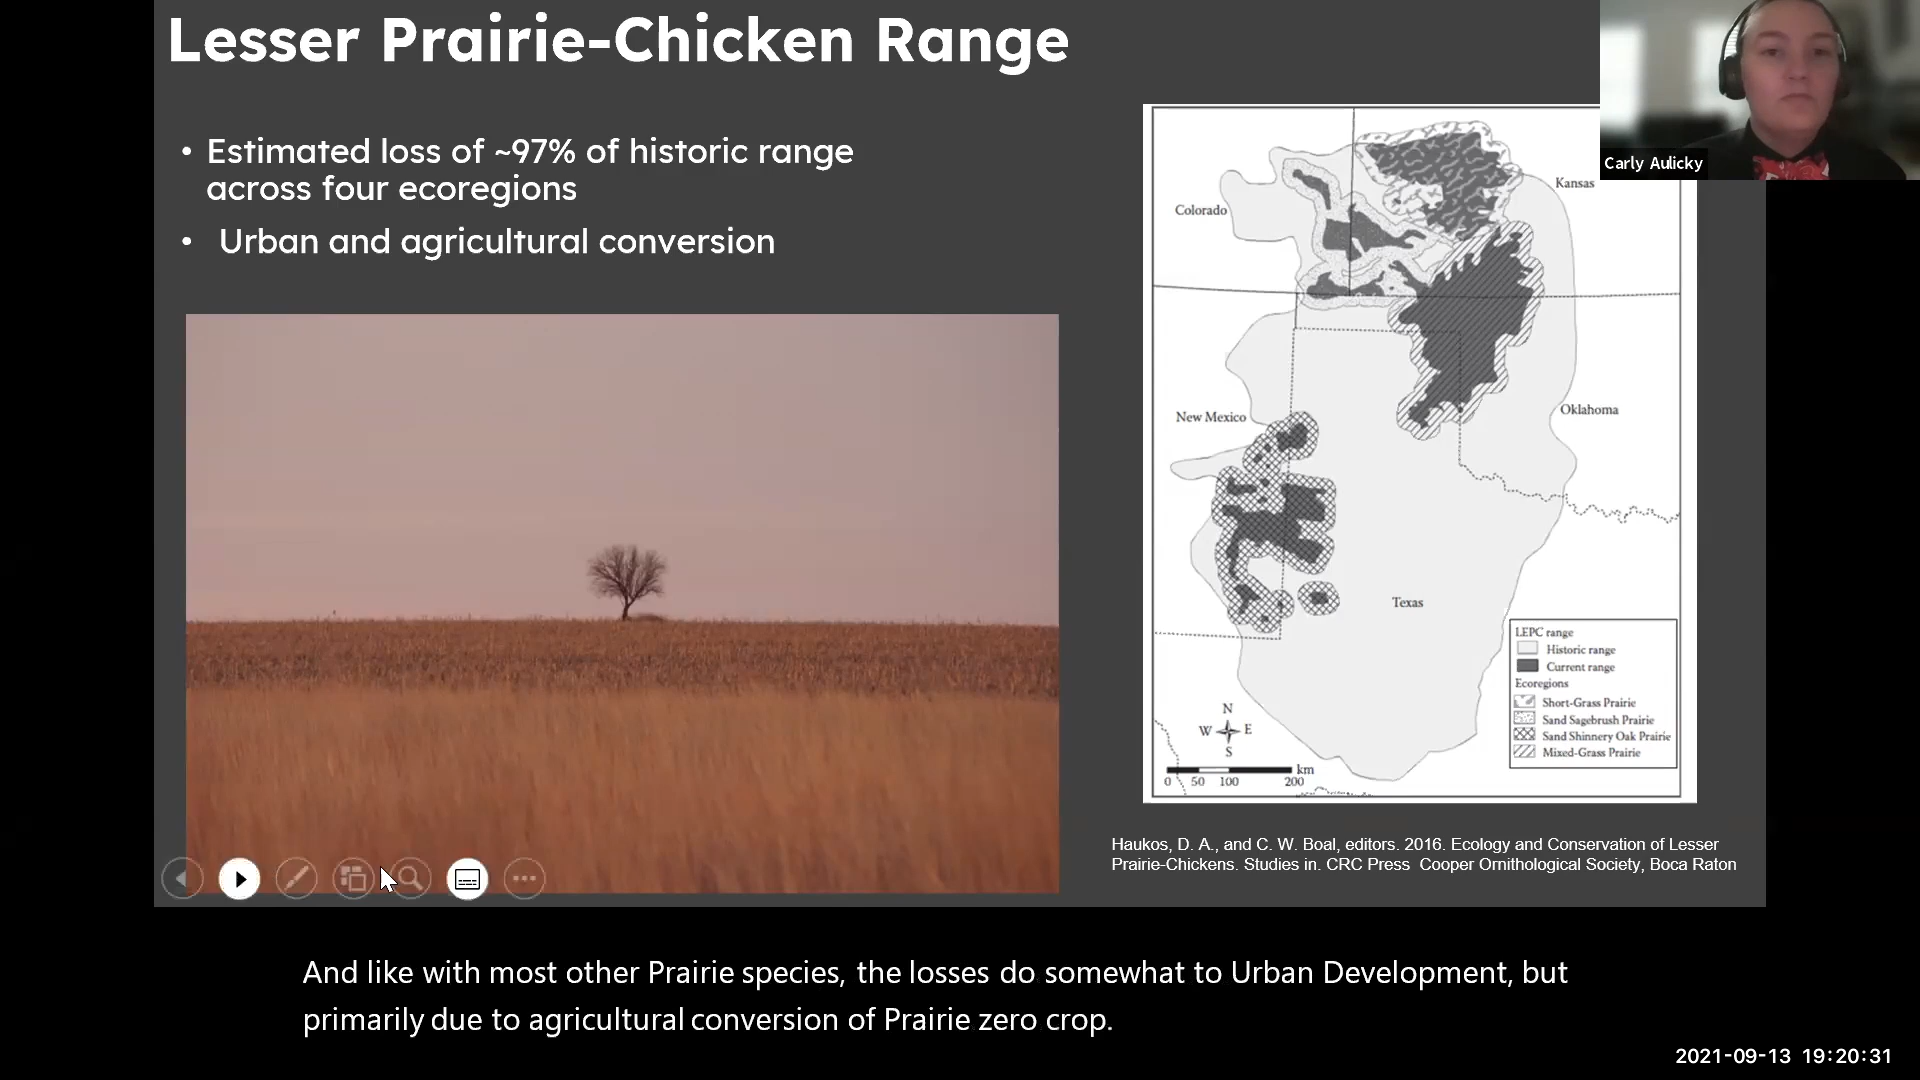 Lesser Prairie-Chicken Range
• Estimated loss of ~97% of historic range
across four ecoregions
• Urban and agricultural conversion
Carly Aulicky
Kansas
Colorado
New Mexico
Oklahoma
Texas
LEPC range
Historic range
Current range
Ecoregions
Short-Grass Prairie
Sand Sagebrush Prairie
Sand Shinnery Oak Prairie
Mixed-Grass Prairie
N
W E
S
km
0 50 100 200
Haukos, D. A., and C. W. Boal, editors. 2016. Ecology and Conservation of Lesser
Prairie-Chickens. Studies in. CRC Press Cooper Ornithological Society, Boca Raton
And like with most other Prairie species, the losses do somewhat to Urban Development, but
primarily due to agricultural conversion of Prairie zero crop.
2021-09-13 19:20:31